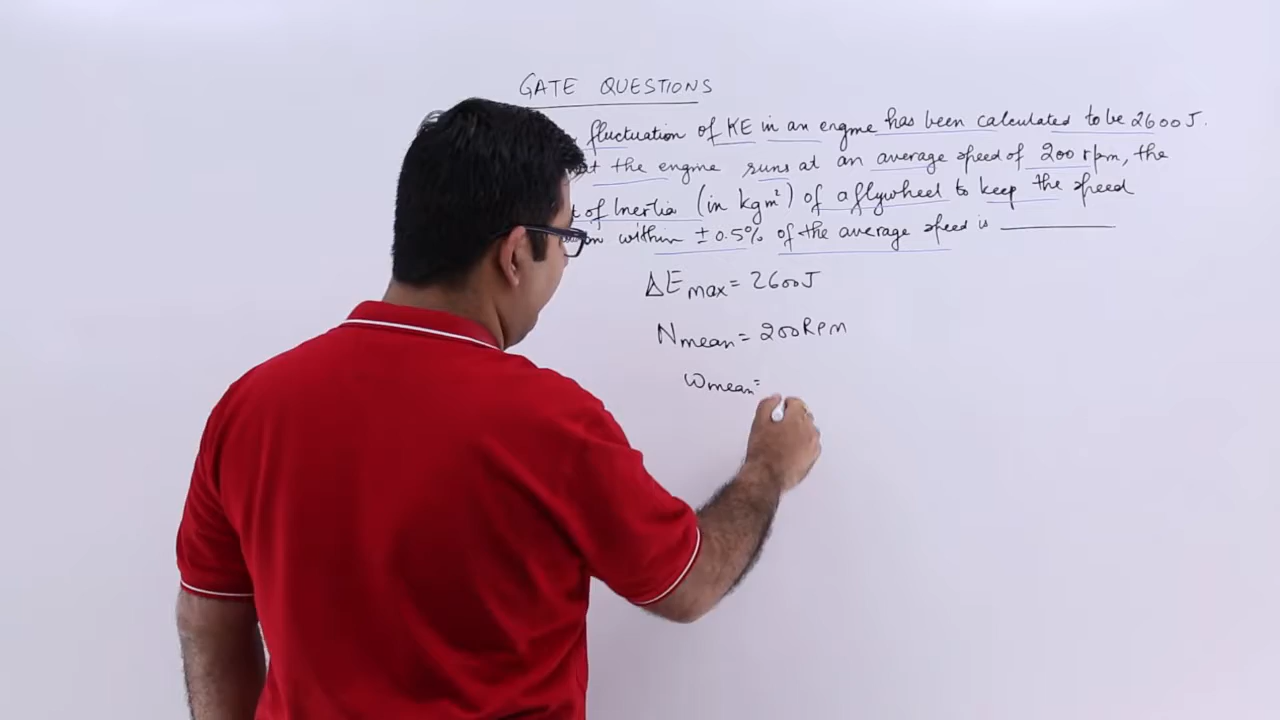 GATE QUESTIONS
fluctuation of KE in an engine has been calculated to be 2600J.
the engine runs at an average speed of 200 rpm, the
of Inertia (in kgm²) of a flywheel to keep the speed
within ±0.5% of the average speed is ______
ΔEmax = 2600J
Nmean = 200RPM
ωmean =